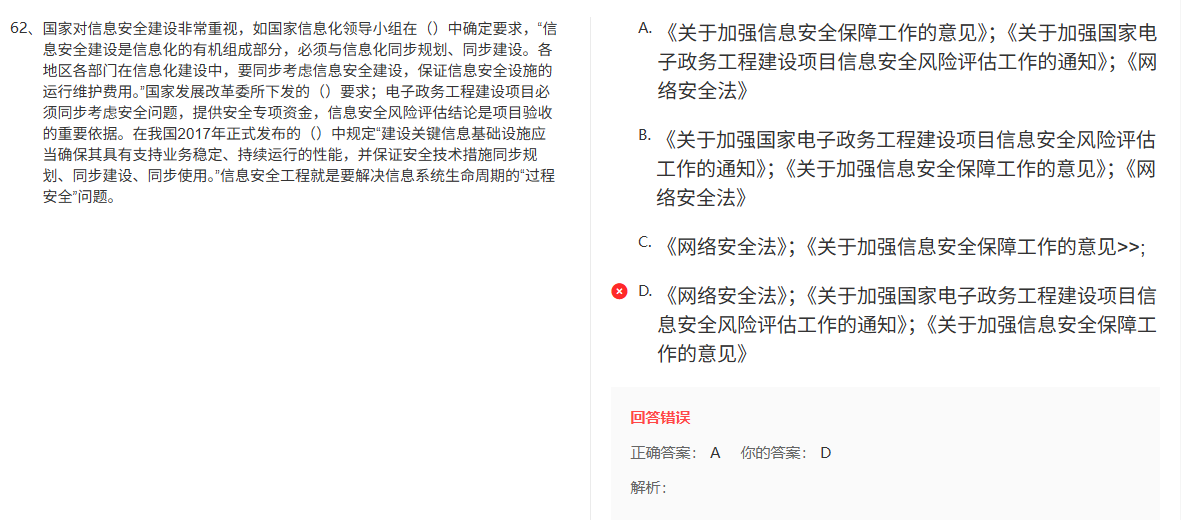 62、国家对信息安全建设非常重视，如国家信息化领导小组在（）中确定要求，“信
息安全建设是信息化的有机组成部分，必须与信息化同步规划、同步建设。各
地区各部门在信息化建设中，要同步考虑信息安全建设，保证信息安全设施的
运行维护费用。”国家发展改革委所下发的（）要求；电子政务工程建设项目必
须同步考虑安全问题，提供安全专项资金，信息安全风险评估结论是项目验收
的重要依据。在我国2017年正式发布的（）中规定“建设关键信息基础设施应
当确保其具有支持业务稳定、持续运行的性能，并保证安全技术措施同步规
划、同步建设、同步使用。”信息安全工程就是要解决信息系统生命周期的“过程
安全”问题。
A. 《关于加强信息安全保障工作的意见》；《关于加强国家电
子政务工程建设项目信息安全风险评估工作的通知》；《网
络安全法》
B. 《关于加强国家电子政务工程建设项目信息安全风险评估
工作的通知》；《关于加强信息安全保障工作的意见》；《网
络安全法》
C. 《网络安全法》；《关于加强信息安全保障工作的意见>>;
D. 《网络安全法》；《关于加强国家电子政务工程建设项目信
息安全风险评估工作的通知》；《关于加强信息安全保障工
作的意见》
回答错误
正确答案： A 你的答案： D
解析：